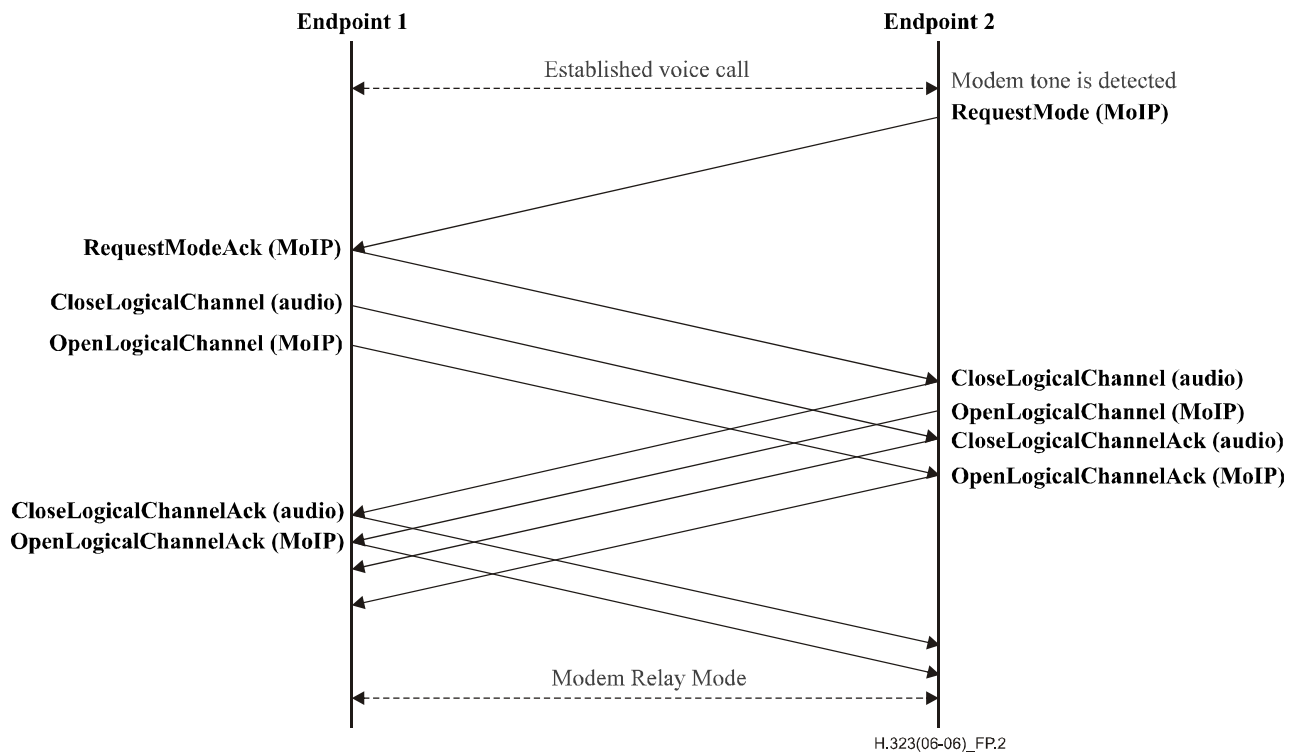 Endpoint 1
Endpoint 2
Established voice call
Modem tone is detected
RequestMode (MoIP)
RequestModeAck (MoIP)
CloseLogicalChannel (audio)
OpenLogicalChannel (MoIP)
CloseLogicalChannel (audio)
OpenLogicalChannel (MoIP)
CloseLogicalChannelAck (audio)
OpenLogicalChannelAck (MoIP)
CloseLogicalChannelAck (audio)
OpenLogicalChannelAck (MoIP)
Modem Relay Mode
H.323(06-06)_FP.2